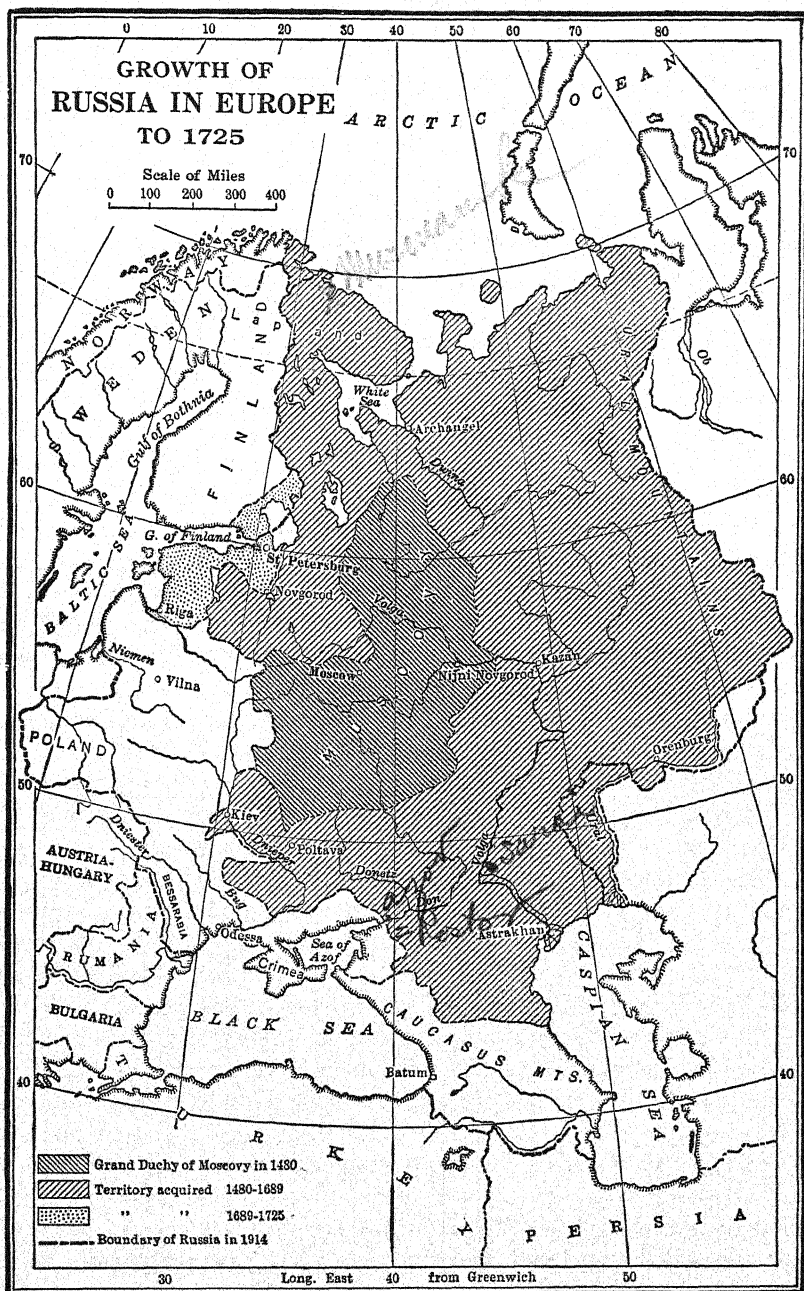 0 10 20 30 40 50 60 70 80
GROWTH OF
RUSSIA IN EUROPE
TO 1725
Scale of Miles
0 100 200 300 400
ARCTIC OCEAN
70
70
Murmansk
NORWAY
SWEDEN
Lapland
FINLAND
Gulf of Bothnia
White Sea
Archangel
Dwina
Ob
URAL MOUNTAINS
60
60
G. of Finland
BALTIC SEA
St. Petersburg
Novgorod
Riga
Volga
Niemen
Vilna
Moscow
Nijni Novgorod
Kazan
POLAND
Orenburg
50
50
Kiev
Dnieper
Poltava
Dniester
Donetz
Volga
Ural
AUSTRIA-
HUNGARY
BESSARABIA
Bug
Don
Astrakhan
RUMANIA
Odessa
Sea of
Azof
Crimea
CASPIAN SEA
BULGARIA
BLACK SEA
CAUCASUS MTS.
Batum
40
40
TURKEY
PERSIA
Grand Duchy of Moscovy in 1480
Territory acquired 1480-1689
" " 1689-1725
Boundary of Russia in 1914
30 Long. East 40 from Greenwich 50